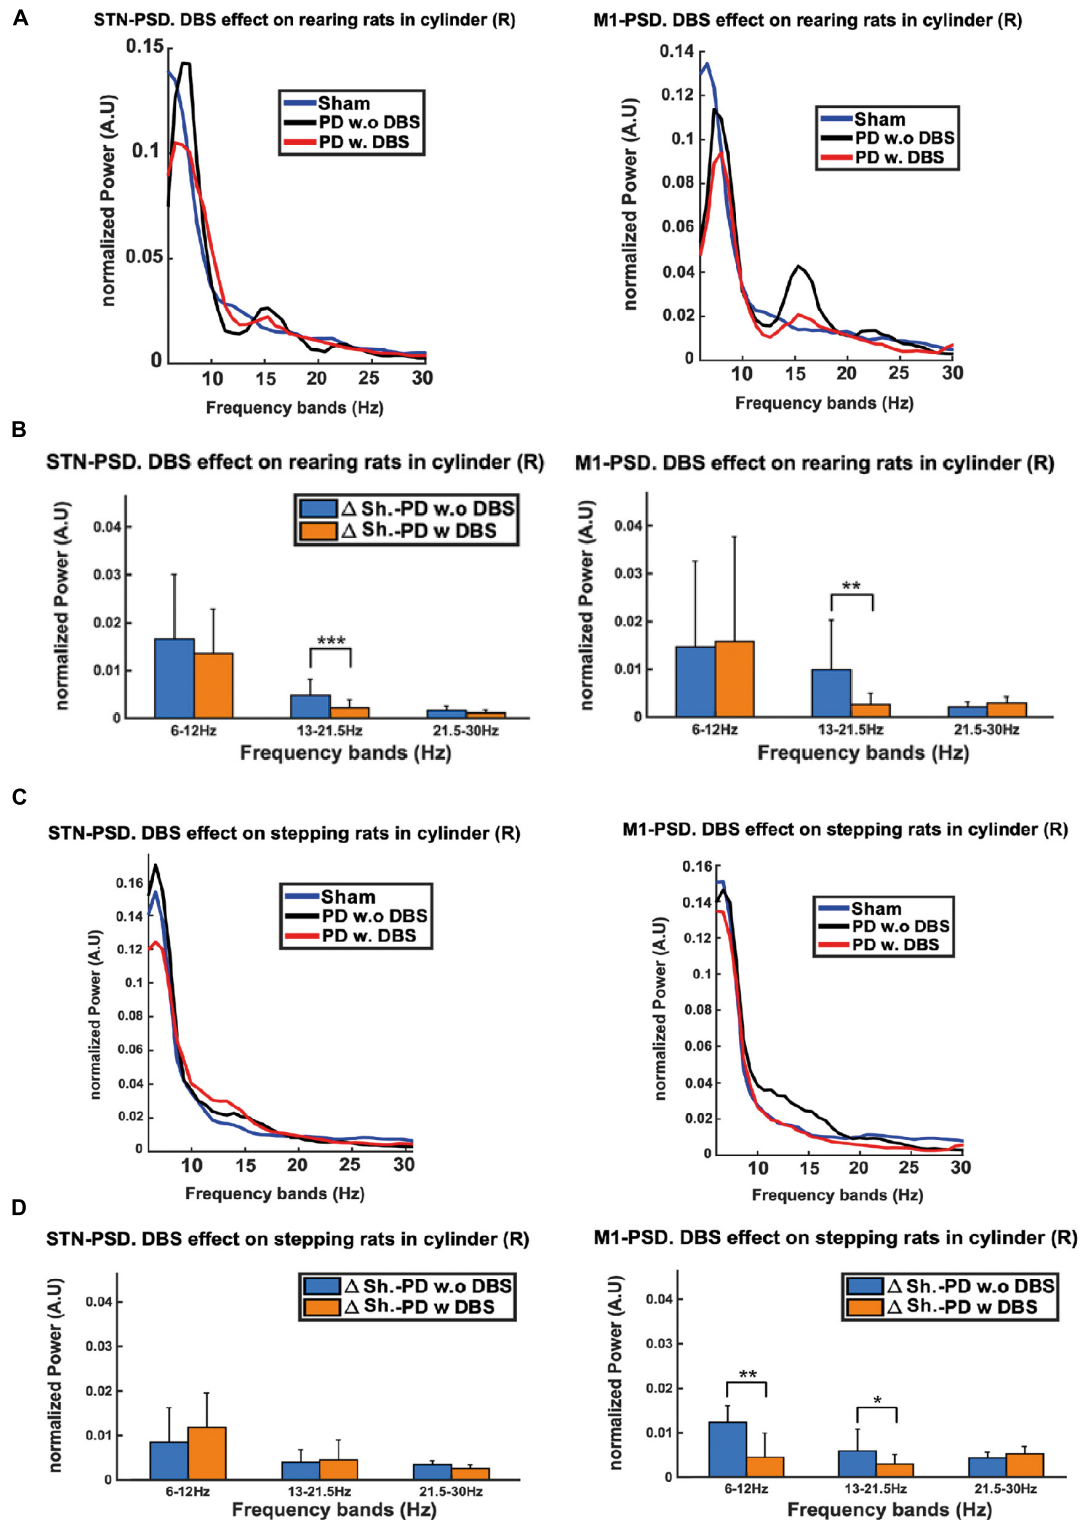 A
STN-PSD. DBS effect on rearing rats in cylinder (R)
normalized Power (A.U)
0.15
0.1
0.05
0
Sham
PD w.o DBS
PD w. DBS
10 15 20 25 30
Frequency bands (Hz)
M1-PSD. DBS effect on rearing rats in cylinder (R)
normalized Power (A.U)
0.14
0.12
0.1
0.08
0.06
0.04
0.02
0
Sham
PD w.o DBS
PD w. DBS
10 15 20 25 30
Frequency bands (Hz)
B
STN-PSD. DBS effect on rearing rats in cylinder (R)
normalized Power (A.U)
0.04
0.03
0.02
0.01
0
Δ Sh.-PD w.o DBS
Δ Sh.-PD w DBS
***
6-12Hz 13-21.5Hz 21.5-30Hz
Frequency bands (Hz)
M1-PSD. DBS effect on rearing rats in cylinder (R)
normalized Power (A.U)
0.04
0.03
0.02
0.01
0
**
6-12Hz 13-21.5Hz 21.5-30Hz
Frequency bands (Hz)
C
STN-PSD. DBS effect on stepping rats in cylinder (R)
normalized Power (A.U)
0.16
0.14
0.12
0.1
0.08
0.06
0.04
0.02
0
Sham
PD w.o DBS
PD w. DBS
10 15 20 25 30
Frequency bands (Hz)
M1-PSD. DBS effect on stepping rats in cylinder (R)
normalized Power (A.U)
0.16
0.14
0.12
0.1
0.08
0.06
0.04
0.02
0
Sham
PD w.o DBS
PD w. DBS
10 15 20 25 30
Frequency bands (Hz)
D
STN-PSD. DBS effect on stepping rats in cylinder (R)
normalized Power (A.U)
0.04
0.03
0.02
0.01
0
Δ Sh.-PD w.o DBS
Δ Sh.-PD w DBS
6-12Hz 13-21.5Hz 21.5-30Hz
Frequency bands (Hz)
M1-PSD. DBS effect on stepping rats in cylinder (R)
normalized Power (A.U)
0.04
0.03
0.02
0.01
0
Δ Sh.-PD w.o DBS
Δ Sh.-PD w DBS
**
*
6-12Hz 13-21.5Hz 21.5-30Hz
Frequency bands (Hz)